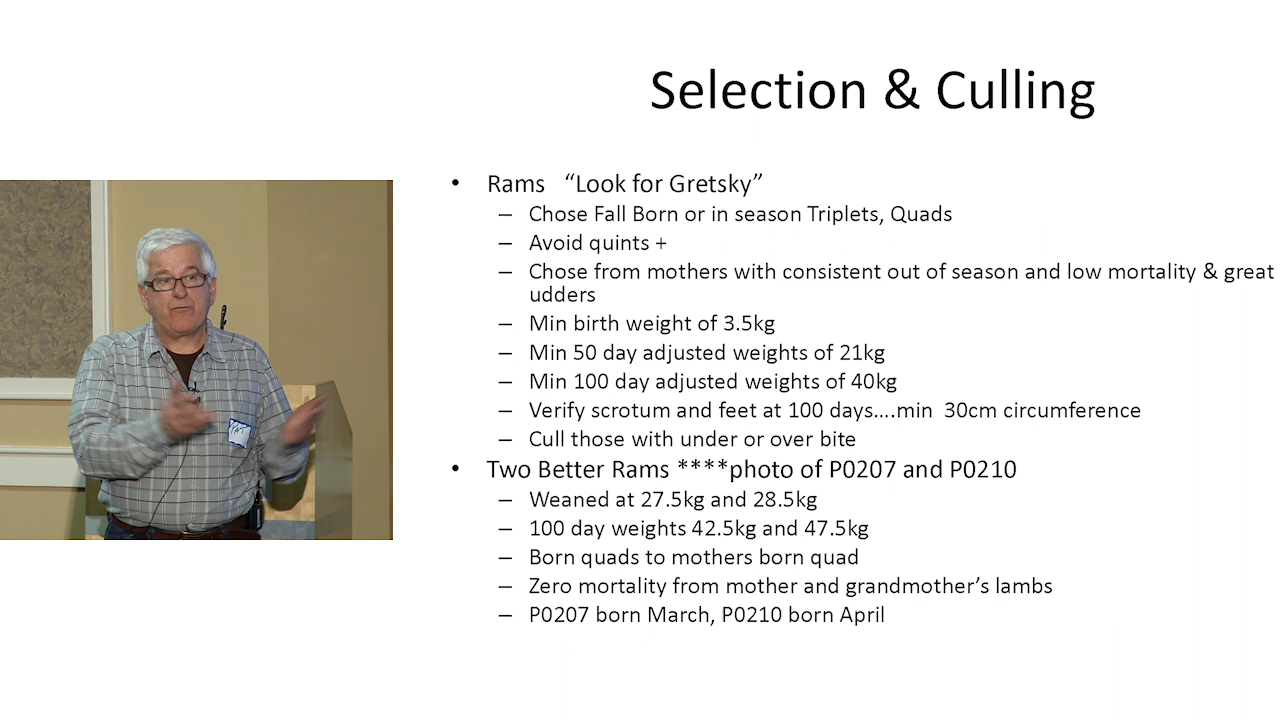 Selection & Culling
• Rams “Look for Gretsky”
– Chose Fall Born or in season Triplets, Quads
– Avoid quints +
– Chose from mothers with consistent out of season and low mortality & great
udders
– Min birth weight of 3.5kg
– Min 50 day adjusted weights of 21kg
– Min 100 day adjusted weights of 40kg
– Verify scrotum and feet at 100 days….min 30cm circumference
– Cull those with under or over bite
• Two Better Rams ****photo of P0207 and P0210
– Weaned at 27.5kg and 28.5kg
– 100 day weights 42.5kg and 47.5kg
– Born quads to mothers born quad
– Zero mortality from mother and grandmother’s lambs
– P0207 born March, P0210 born April